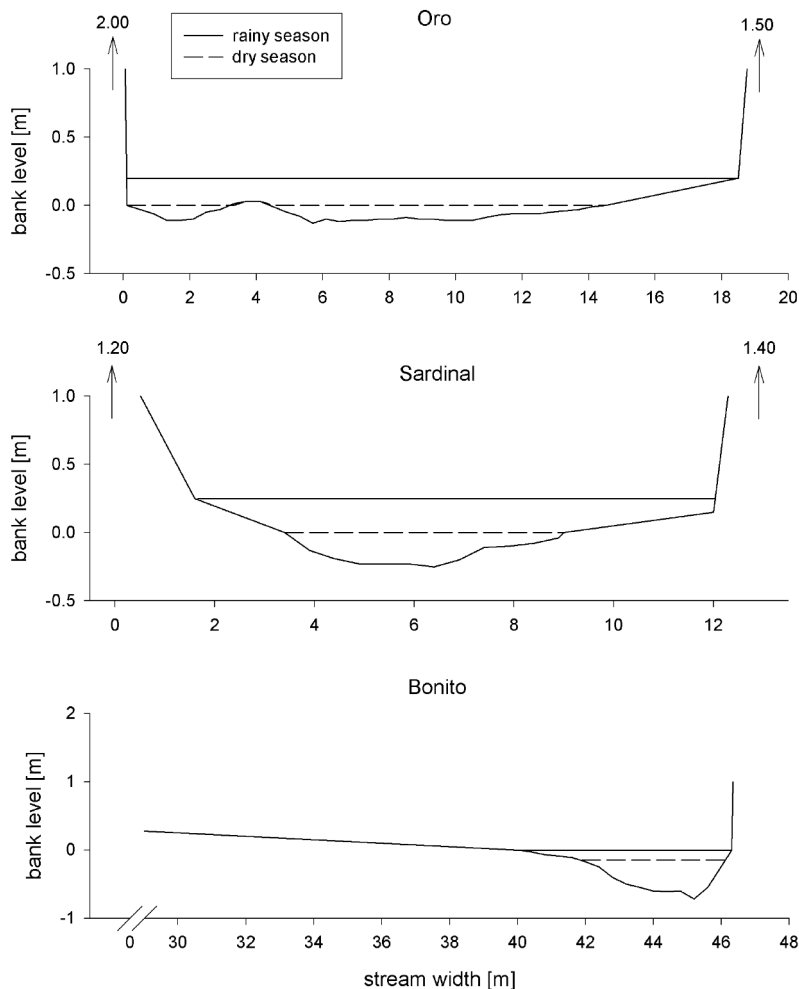 Oro
2.00
1.50
rainy season
dry season
1.0
0.5
0.0
-0.5
bank level [m]
0 2 4 6 8 10 12 14 16 18 20
1.20
Sardinal
1.40
1.0
0.5
0.0
-0.5
bank level [m]
0 2 4 6 8 10 12
Bonito
2
1
0
-1
bank level [m]
0 30 32 34 36 38 40 42 44 46 48
stream width [m]